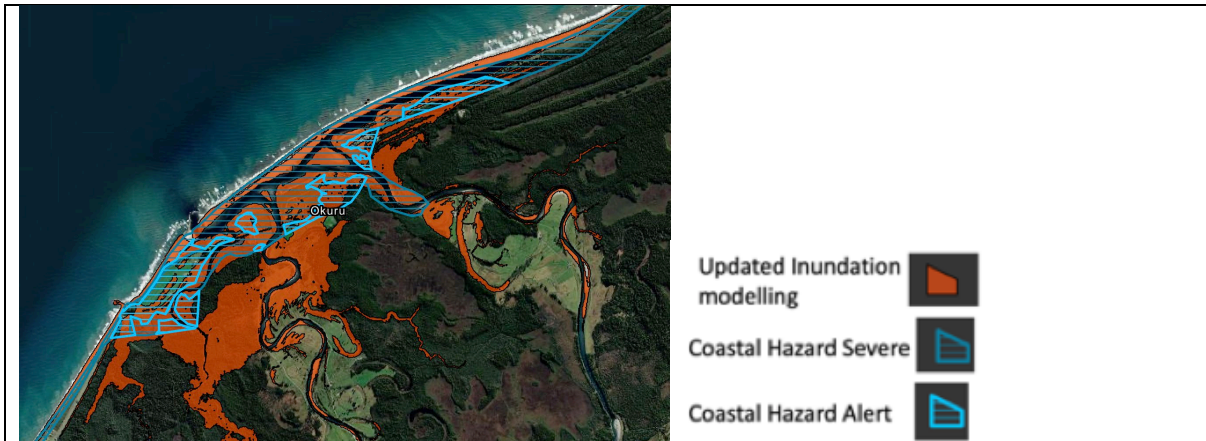 Okuru
Updated Inundation
modelling
Coastal Hazard Severe
Coastal Hazard Alert